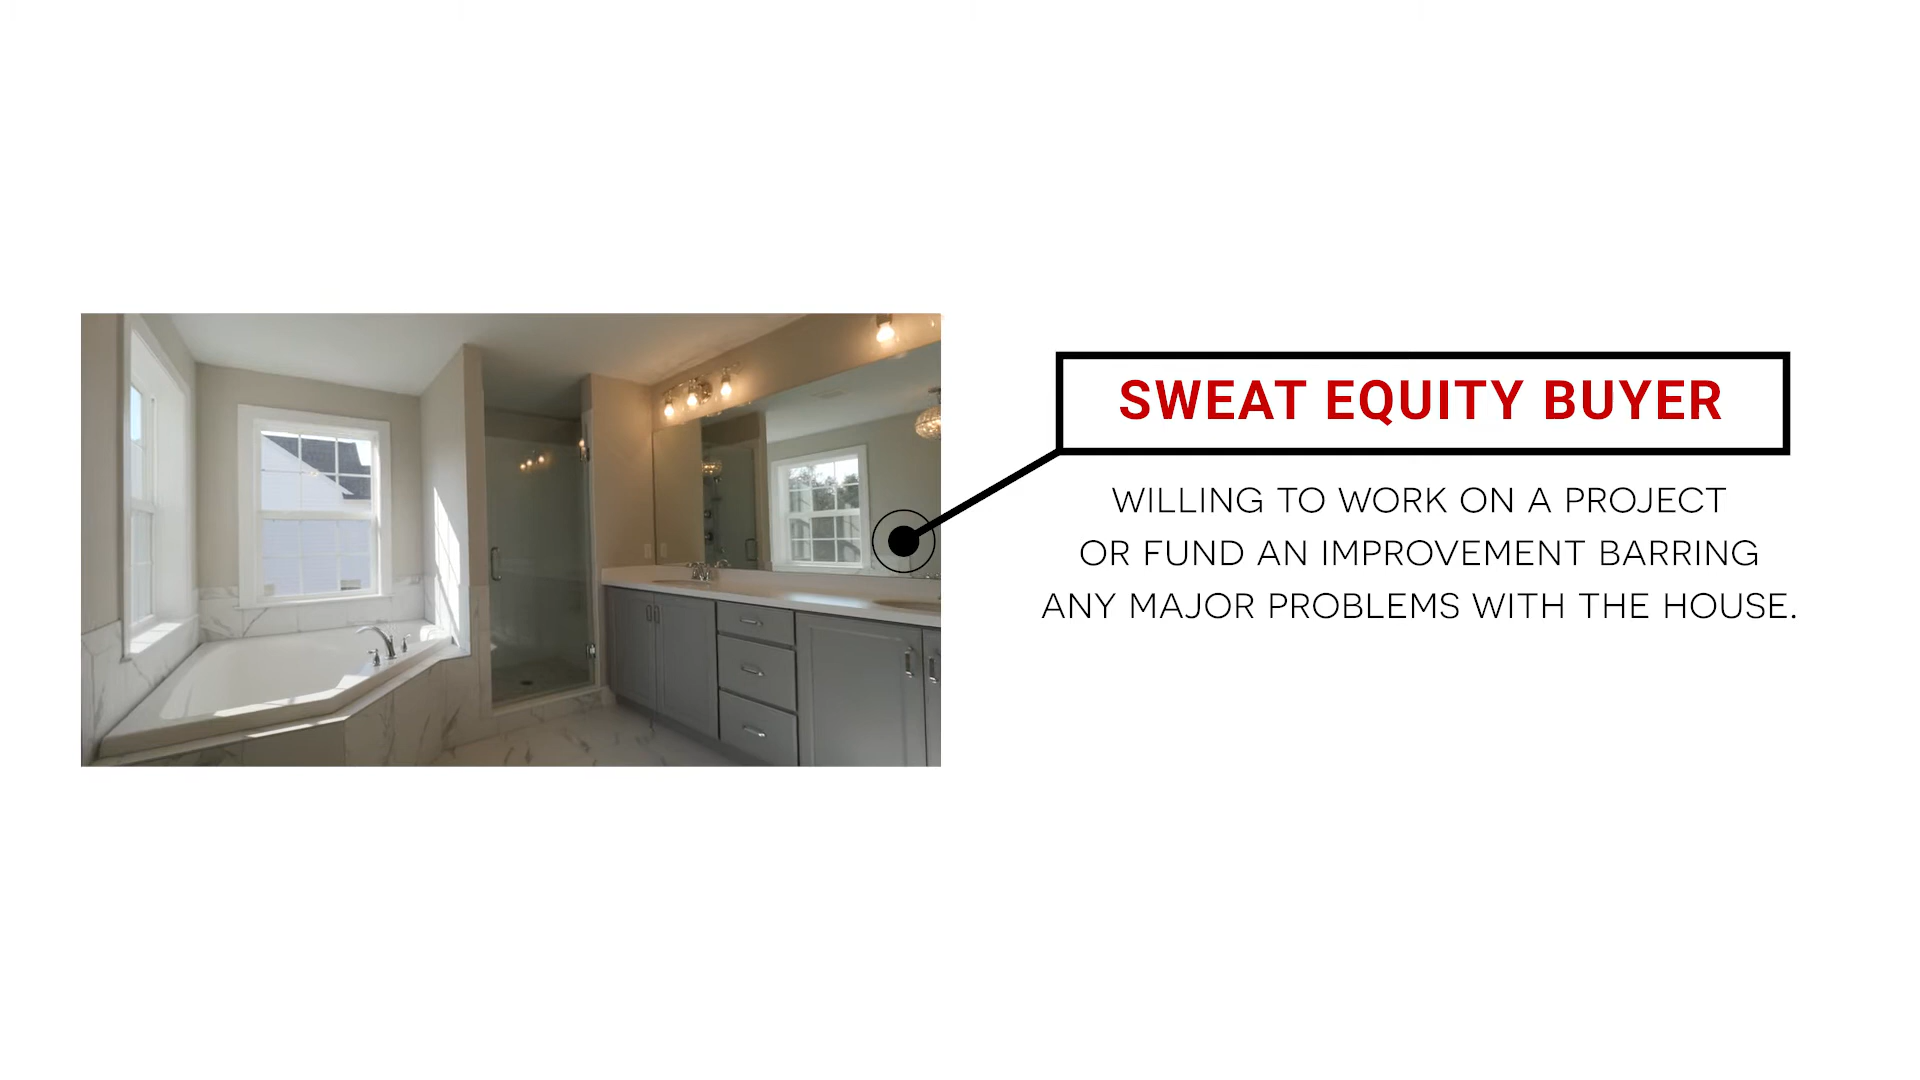 SWEAT EQUITY BUYER
WILLING TO WORK ON A PROJECT
OR FUND AN IMPROVEMENT BARRING
ANY MAJOR PROBLEMS WITH THE HOUSE.